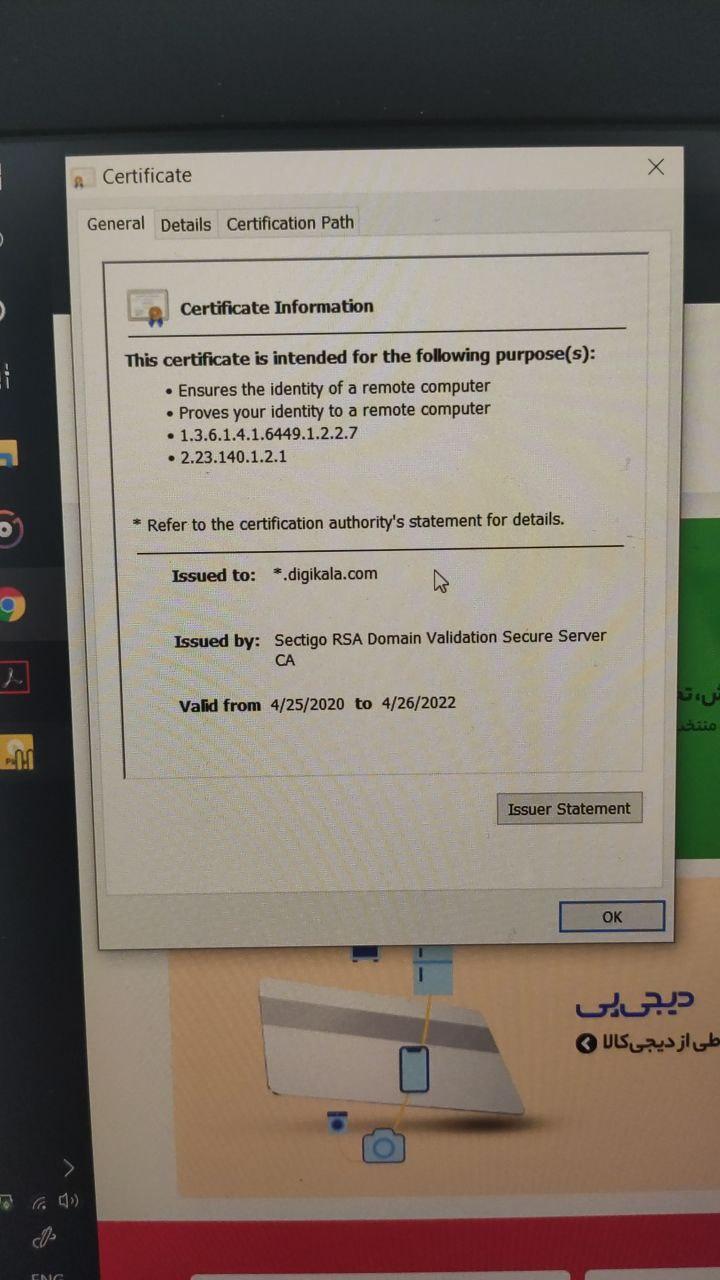 Certificate
General Details Certification Path
Certificate Information
This certificate is intended for the following purpose(s):
• Ensures the identity of a remote computer
• Proves your identity to a remote computer
• 1.3.6.1.4.1.6449.1.2.2.7
• 2.23.140.1.2.1
* Refer to the certification authority's statement for details.
Issued to: *.digikala.com
Issued by: Sectigo RSA Domain Validation Secure Server
CA
Valid from 4/25/2020 to 4/26/2022
Issuer Statement
OK
دیجی‌پی
از دیجی‌کالا